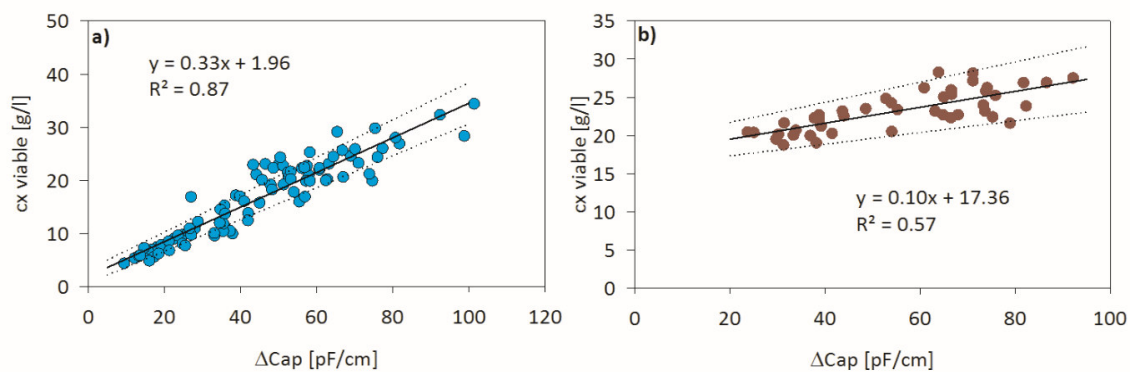 a)
y = 0.33x + 1.96
R² = 0.87
cx viable [g/l]
50
40
30
20
10
0
0 20 40 60 80 100 120
ΔCap [pF/cm]
b)
y = 0.10x + 17.36
R² = 0.57
cx viable [g/l]
35
30
25
20
15
10
5
0
0 20 40 60 80 100
ΔCap [pF/cm]